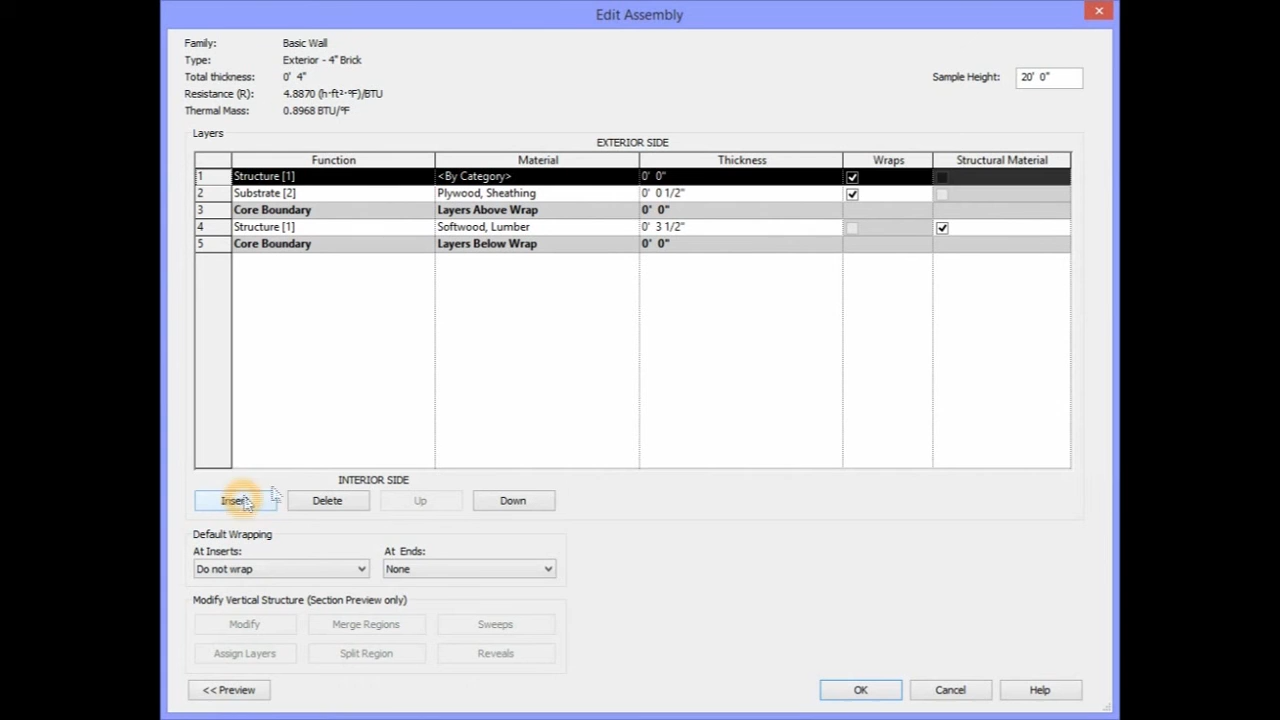 Edit Assembly
Family: Basic Wall
Type: Exterior - 4" Brick
Total thickness: 0' 4"
Sample Height: 20' 0"
Resistance (R): 4.8870 (h·ft²·°F)/BTU
Thermal Mass: 0.8968 BTU/°F
Layers
EXTERIOR SIDE
Function Material Thickness Wraps Structural Material
1 Structure [1] <By Category> 0' 0"
2 Substrate [2] Plywood, Sheathing 0' 0 1/2"
3 Core Boundary Layers Above Wrap 0' 0"
4 Structure [1] Softwood, Lumber 0' 3 1/2"
5 Core Boundary Layers Below Wrap 0' 0"
INTERIOR SIDE
Insert Delete Up Down
Default Wrapping
At Inserts: At Ends:
Do not wrap None
Modify Vertical Structure (Section Preview only)
Modify Merge Regions Sweeps
Assign Layers Split Region Reveals
<< Preview OK Cancel Help